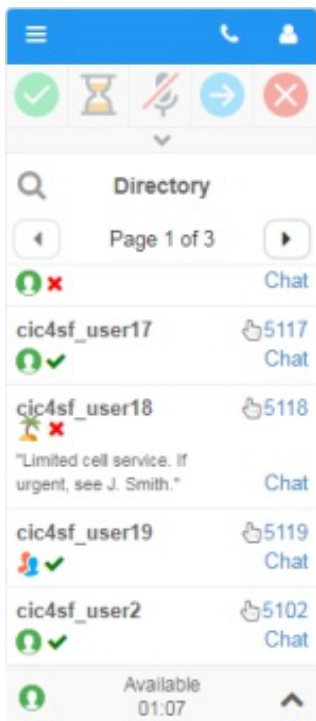 Directory
Page 1 of 3
Chat
cic4sf_user17 5117
Chat
cic4sf_user18 5118
"Limited cell service. If
urgent, see J. Smith." Chat
cic4sf_user19 5119
Chat
cic4sf_user2 5102
Chat
Available
01:07